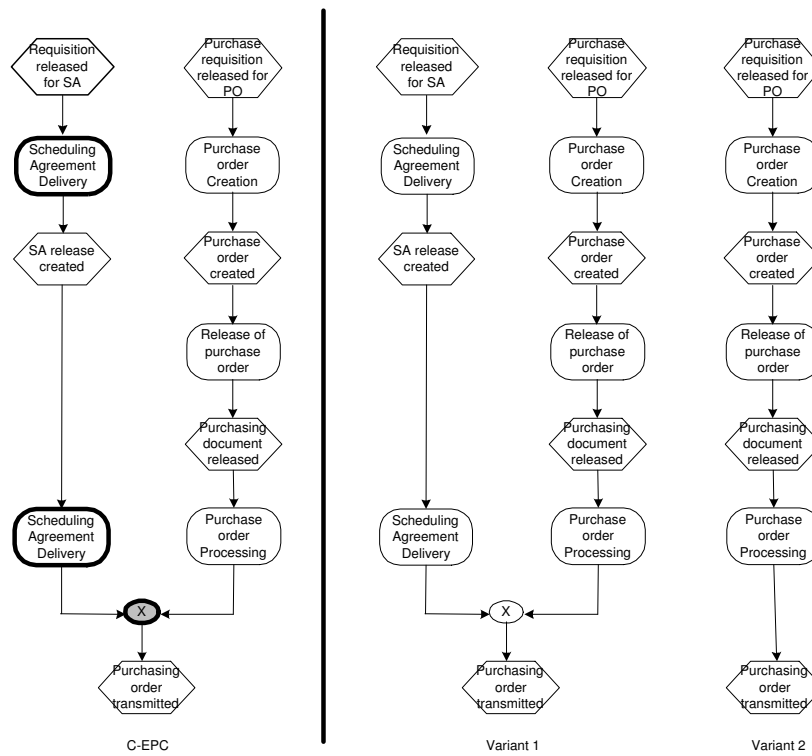 Requisition
released
for SA
Scheduling
Agreement
Delivery
SA release
created
Scheduling
Agreement
Delivery
Purchase
requisition
released for
PO
Purchase
order
Creation
Purchase
order
created
Release of
purchase
order
Purchasing
document
released
Purchase
order
Processing
X
Purchasing
order
transmitted
C-EPC
Requisition
released
for SA
Scheduling
Agreement
Delivery
SA release
created
Scheduling
Agreement
Delivery
Purchase
requisition
released for
PO
Purchase
order
Creation
Purchase
order
created
Release of
purchase
order
Purchasing
document
released
Purchase
order
Processing
X
Purchasing
order
transmitted
Variant 1
Purchase
requisition
released for
PO
Purchase
order
Creation
Purchase
order
created
Release of
purchase
order
Purchasing
document
released
Purchase
order
Processing
Purchasing
order
transmitted
Variant 2